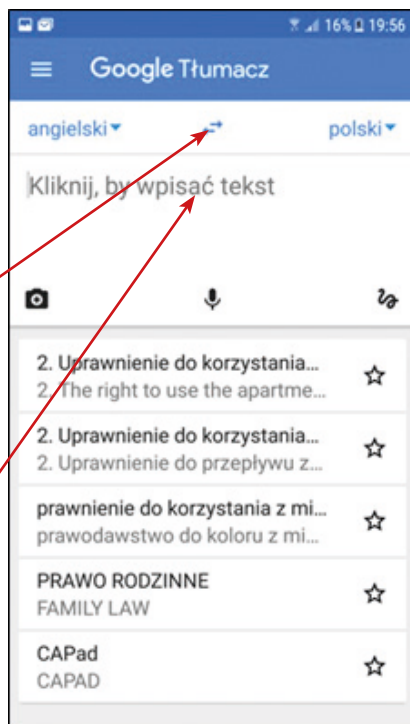 16% 19:56
Google Tłumacz
angielski polski
Kliknij, by wpisać tekst
2. Uprawnienie do korzystania...
2. The right to use the apartme...
2. Uprawnienie do korzystania...
2. Uprawnienie do przepływu z...
prawnienie do korzystania z mi...
prawodawstwo do koloru z mi...
PRAWO RODZINNE
FAMILY LAW
CAPad
CAPAD